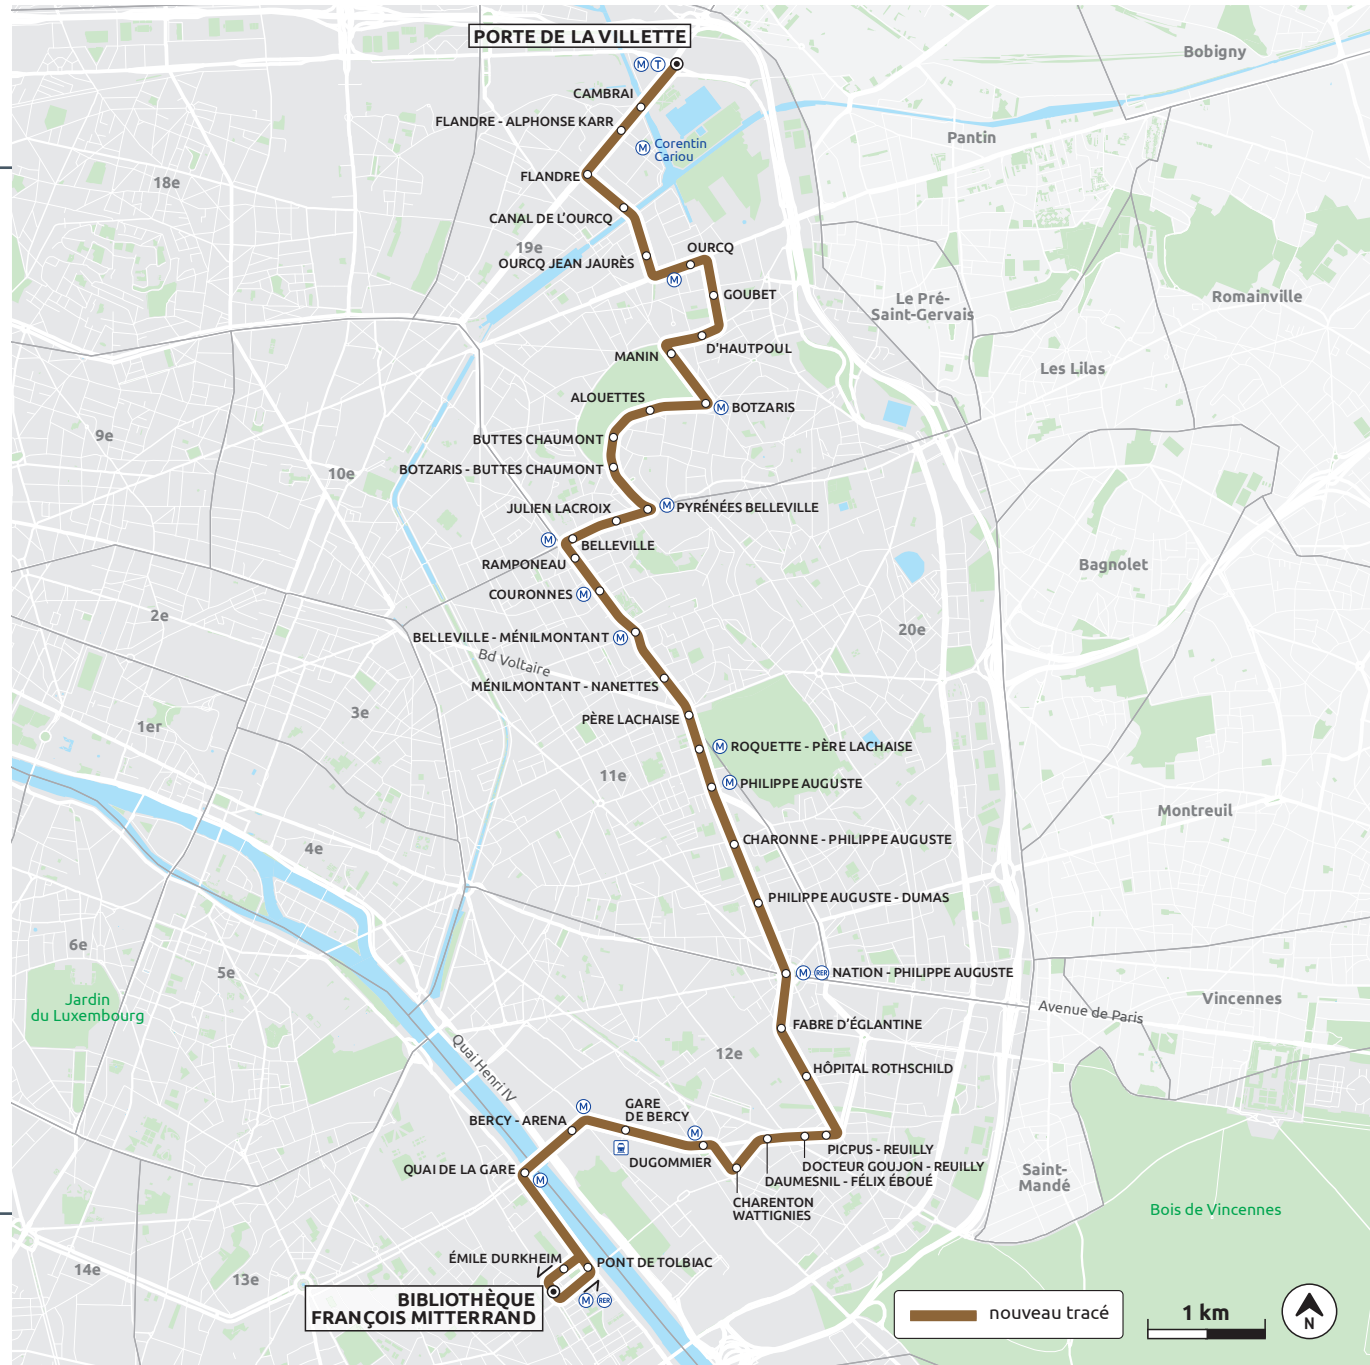 PORTE DE LA VILLETTE
M T
Bobigny
CAMBRAI
FLANDRE - ALPHONSE KARR
Pantin
M Corentin
Cariou
18e
FLANDRE
CANAL DE L'OURCQ
19e
OURCQ
OURCQ JEAN JAURÈS
M
GOUBET
Le Pré-
Saint-Gervais
Romainville
D'HAUTPOUL
MANIN
Les Lilas
ALOUETTES
M BOTZARIS
9e
BUTTES CHAUMONT
10e
BOTZARIS - BUTTES CHAUMONT
JULIEN LACROIX
M PYRÉNÉES BELLEVILLE
M
BELLEVILLE
RAMPONEAU
Bagnolet
COURONNES M
2e
20e
BELLEVILLE - MÉNILMONTANT M
Bd Voltaire
MÉNILMONTANT - NANETTES
3e
1er
PÈRE LACHAISE
M ROQUETTE - PÈRE LACHAISE
11e
M PHILIPPE AUGUSTE
Montreuil
4e
CHARONNE - PHILIPPE AUGUSTE
PHILIPPE AUGUSTE - DUMAS
6e
5e
M RER NATION - PHILIPPE AUGUSTE
Jardin
du Luxembourg
Vincennes
Avenue de Paris
FABRE D'ÉGLANTINE
Quai Henri IV
12e
HÔPITAL ROTHSCHILD
M
GARE
DE BERCY
BERCY - ARENA
M
PICPUS - REUILLY
DUGOMMIER
DOCTEUR GOUJON - REUILLY
QUAI DE LA GARE
M
DAUMESNIL - FÉLIX ÉBOUÉ
Saint-
Mandé
CHARENTON
WATTIGNIES
Bois de Vincennes
ÉMILE DURKHEIM
PONT DE TOLBIAC
14e
13e
BIBLIOTHÈQUE
FRANÇOIS MITTERRAND
M RER
nouveau tracé
1 km
N